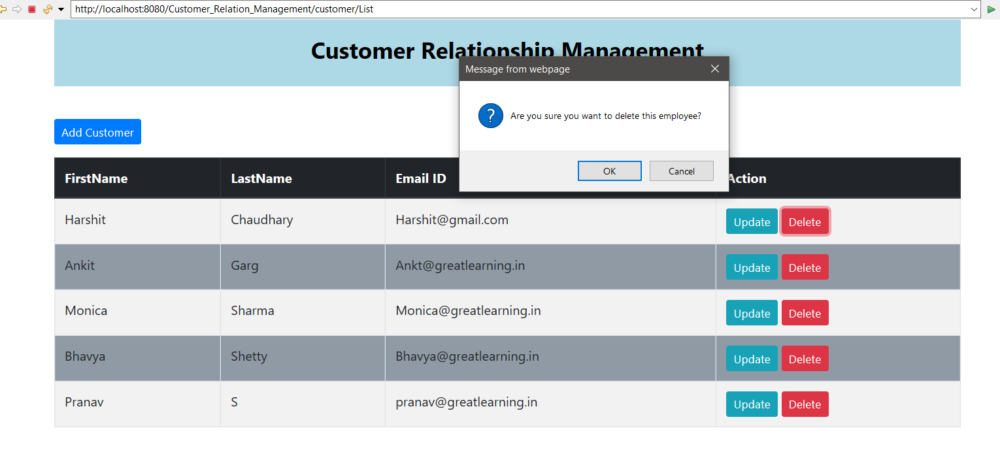 http://localhost:8080/Customer_Relation_Management/customer/List
Customer Relationship Management
Message from webpage
Are you sure you want to delete this employee?
OK Cancel
Add Customer
FirstName LastName Email ID Action
Harshit Chaudhary Harshit@gmail.com Update Delete
Ankit Garg Ankt@greatlearning.in Update Delete
Monica Sharma Monica@greatlearning.in Update Delete
Bhavya Shetty Bhavya@greatlearning.in Update Delete
Pranav S pranav@greatlearning.in Update Delete